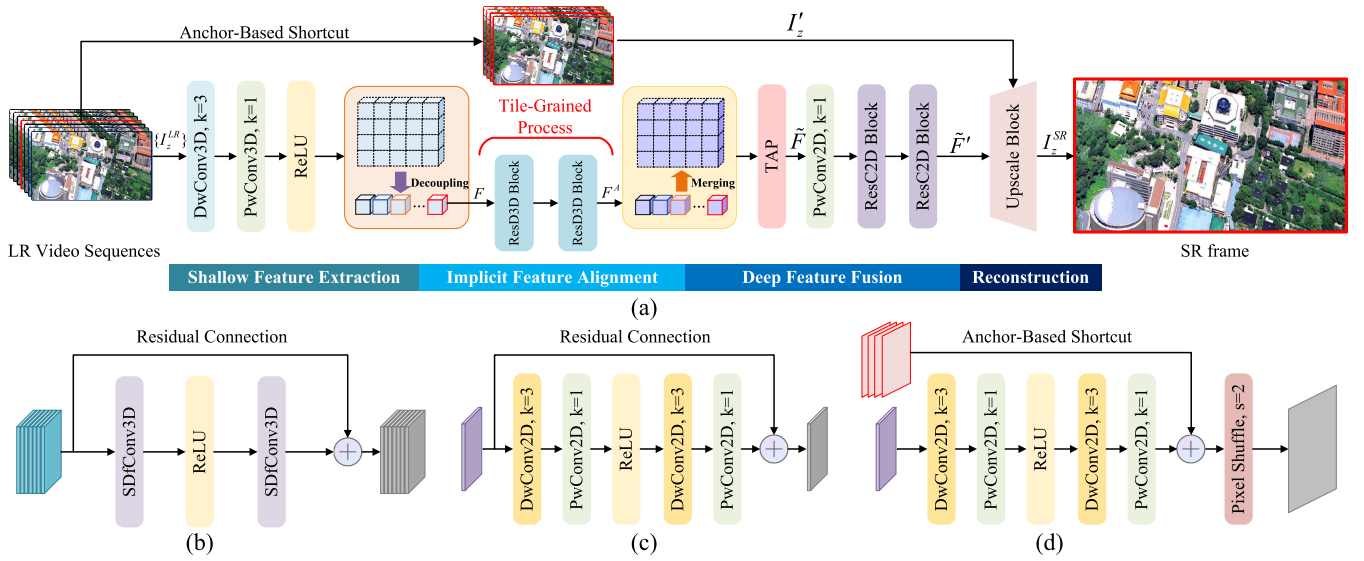 Anchor-Based Shortcut
I'_z
{I_z^{LR}}
DwConv3D, k=3
PwConv3D, k=1
ReLU
Decoupling
...
F
Tile-Grained
Process
ResD3D Block
ResD3D Block
F^A
Merging
...
TAP
F̃
PwConv2D, k=1
ResC2D Block
ResC2D Block
F̃'
Upscale Block
I_z^{SR}
LR Video Sequences
SR frame
Shallow Feature Extraction
Implicit Feature Alignment
Deep Feature Fusion
Reconstruction
(a)
Residual Connection
SDfConv3D
ReLU
SDfConv3D
(b)
Residual Connection
DwConv2D, k=3
PwConv2D, k=1
ReLU
DwConv2D, k=3
PwConv2D, k=1
(c)
Anchor-Based Shortcut
DwConv2D, k=3
PwConv2D, k=1
ReLU
DwConv2D, k=3
PwConv2D, k=1
Pixel Shuffle, s=2
(d)